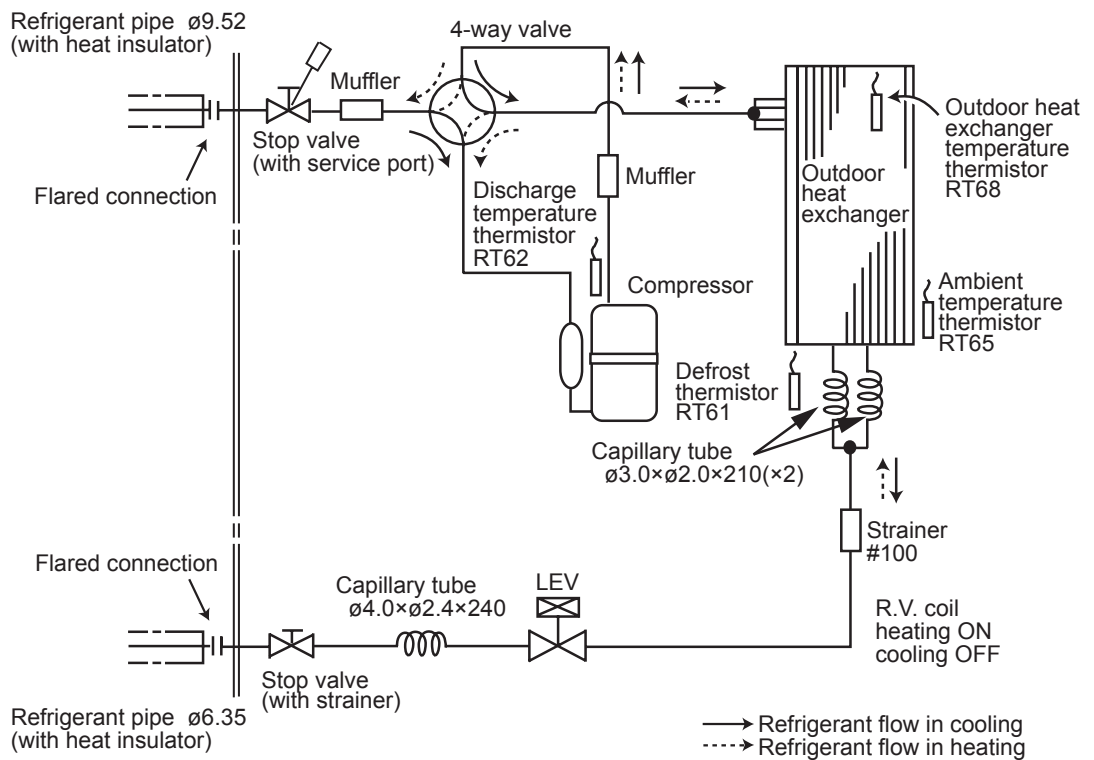 Refrigerant pipe ø9.52
(with heat insulator)
4-way valve
Muffler
Stop valve
(with service port)
Flared connection
Outdoor heat
exchanger
temperature
thermistor
RT68
Muffler
Outdoor
heat
exchanger
Discharge
temperature
thermistor
RT62
Compressor
Ambient
temperature
thermistor
RT65
Defrost
thermistor
RT61
Capillary tube
ø3.0×ø2.0×210(×2)
Strainer
#100
Flared connection
Capillary tube
ø4.0×ø2.4×240
LEV
R.V. coil
heating ON
cooling OFF
Stop valve
(with strainer)
Refrigerant pipe ø6.35
(with heat insulator)
Refrigerant flow in cooling
Refrigerant flow in heating